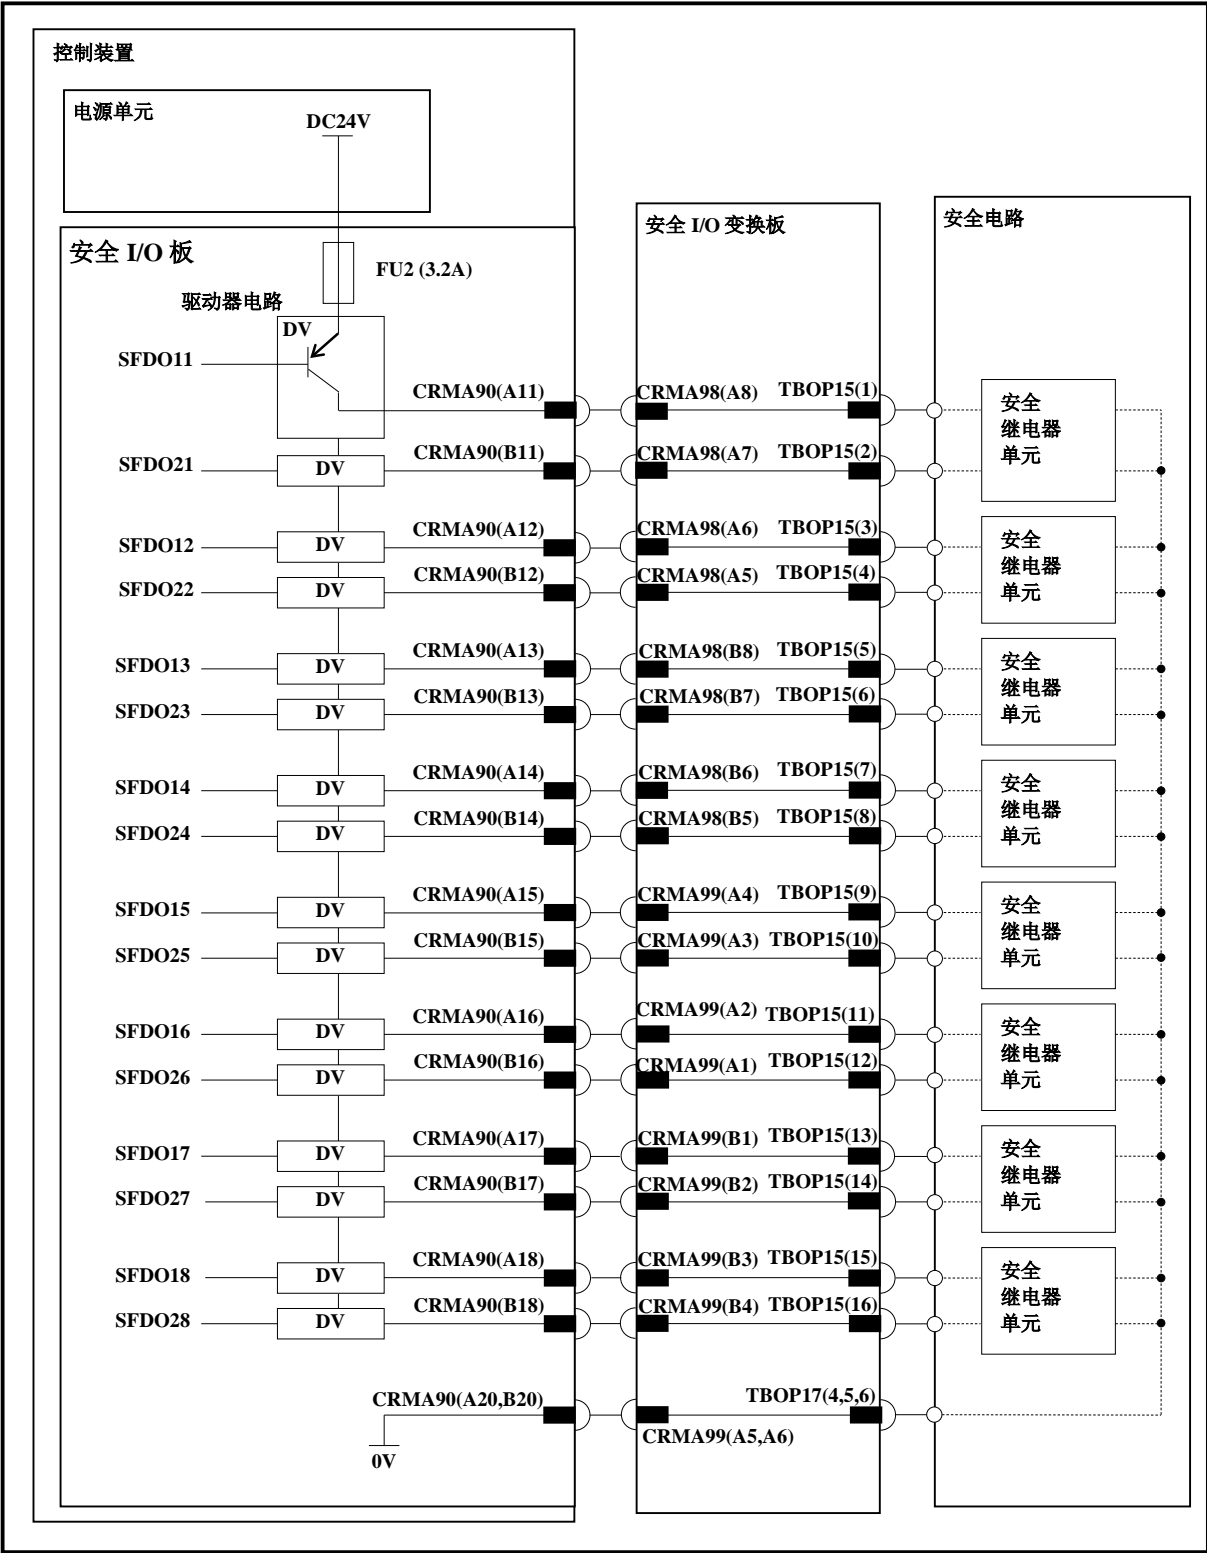 控制装置
电源单元
DC24V
安全 I/O 板
FU2 (3.2A)
驱动器电路
安全 I/O 变换板
安全电路
DV
SFDO11
CRMA90(A11)
CRMA98(A8)
TBOP15(1)
安全
继电器
单元
SFDO21
DV
CRMA90(B11)
CRMA98(A7)
TBOP15(2)
SFDO12
DV
CRMA90(A12)
CRMA98(A6)
TBOP15(3)
安全
继电器
单元
SFDO22
DV
CRMA90(B12)
CRMA98(A5)
TBOP15(4)
SFDO13
DV
CRMA90(A13)
CRMA98(B8)
TBOP15(5)
安全
继电器
单元
SFDO23
DV
CRMA90(B13)
CRMA98(B7)
TBOP15(6)
SFDO14
DV
CRMA90(A14)
CRMA98(B6)
TBOP15(7)
安全
继电器
单元
SFDO24
DV
CRMA90(B14)
CRMA98(B5)
TBOP15(8)
SFDO15
DV
CRMA90(A15)
CRMA99(A4)
TBOP15(9)
安全
继电器
单元
SFDO25
DV
CRMA90(B15)
CRMA99(A3)
TBOP15(10)
SFDO16
DV
CRMA90(A16)
CRMA99(A2)
TBOP15(11)
安全
继电器
单元
SFDO26
DV
CRMA90(B16)
CRMA99(A1)
TBOP15(12)
SFDO17
DV
CRMA90(A17)
CRMA99(B1)
TBOP15(13)
安全
继电器
单元
SFDO27
DV
CRMA90(B17)
CRMA99(B2)
TBOP15(14)
SFDO18
DV
CRMA90(A18)
CRMA99(B3)
TBOP15(15)
安全
继电器
单元
SFDO28
DV
CRMA90(B18)
CRMA99(B4)
TBOP15(16)
CRMA90(A20,B20)
TBOP17(4,5,6)
CRMA99(A5,A6)
0V